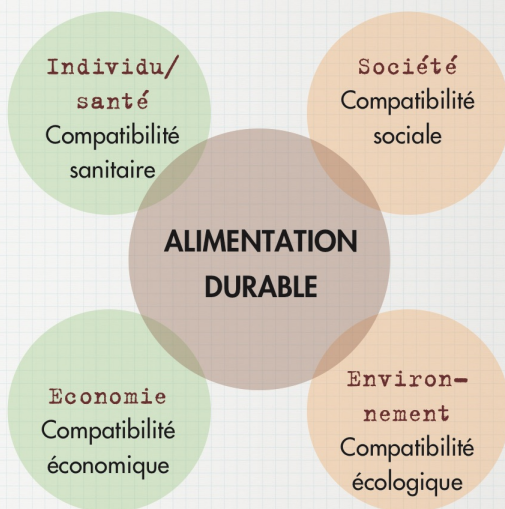 Individu/
santé
Compatibilité
sanitaire
Société
Compatibilité
sociale
ALIMENTATION
DURABLE
Economie
Compatibilité
économique
Environ-
nement
Compatibilité
écologique